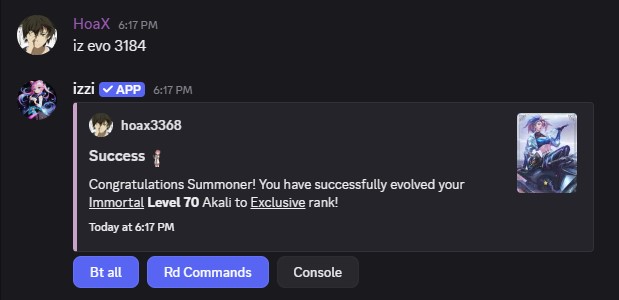 HoaX 6:17 PM
iz evo 3184
izzi ✓ APP 6:17 PM
hoax3368
Success
Congratulations Summoner! You have successfully evolved your
Immortal Level 70 Akali to Exclusive rank!
Today at 6:17 PM
Bt all Rd Commands Console